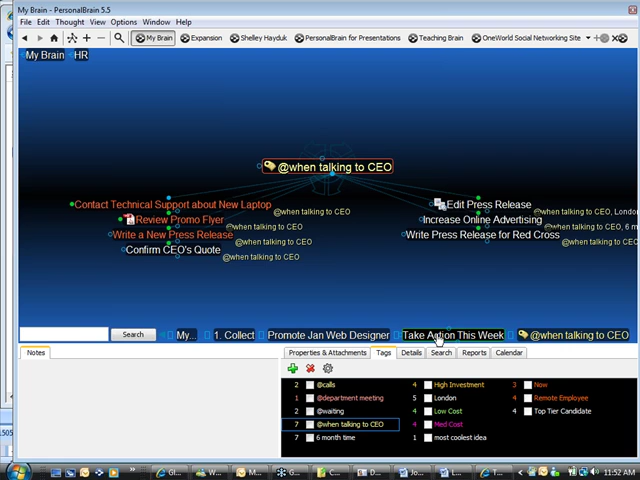 My Brain - PersonalBrain 5.5
File Edit Thought View Options My Brain Help
My Brain Expansion Shelley Hayduk PersonalBrain for Presentations Teaching Brain OneWorld Social Networking Site
My Brain HR
@when talking to CEO
Contact Technical Support about New Laptop @when talking to CEO
Review Promo Flyer @when talking to CEO
Write a New Press Release @when talking to CEO
Confirm CEO's Quote @when talking to CEO
Edit Press Release @when talking to CEO, Londo
Increase Online Advertising @when talking to CEO, 6 m
Write Press Release for Red Cross @when talking to CEO
Search My... 1. Collect Promote Jan Web Designer Take Action This Week @when talking to CEO
Notes Properties & Attachments Tags Details Search Reports Calendar
2 @calls 4 High Investment 3 Now
1 @department meeting 5 London 4 Remote Employee
2 @waiting 4 Low Cost 4 Top Tier Candidate
7 @when talking to CEO 4 Med Cost
7 6 month time 1 most coolest idea
11:52 AM